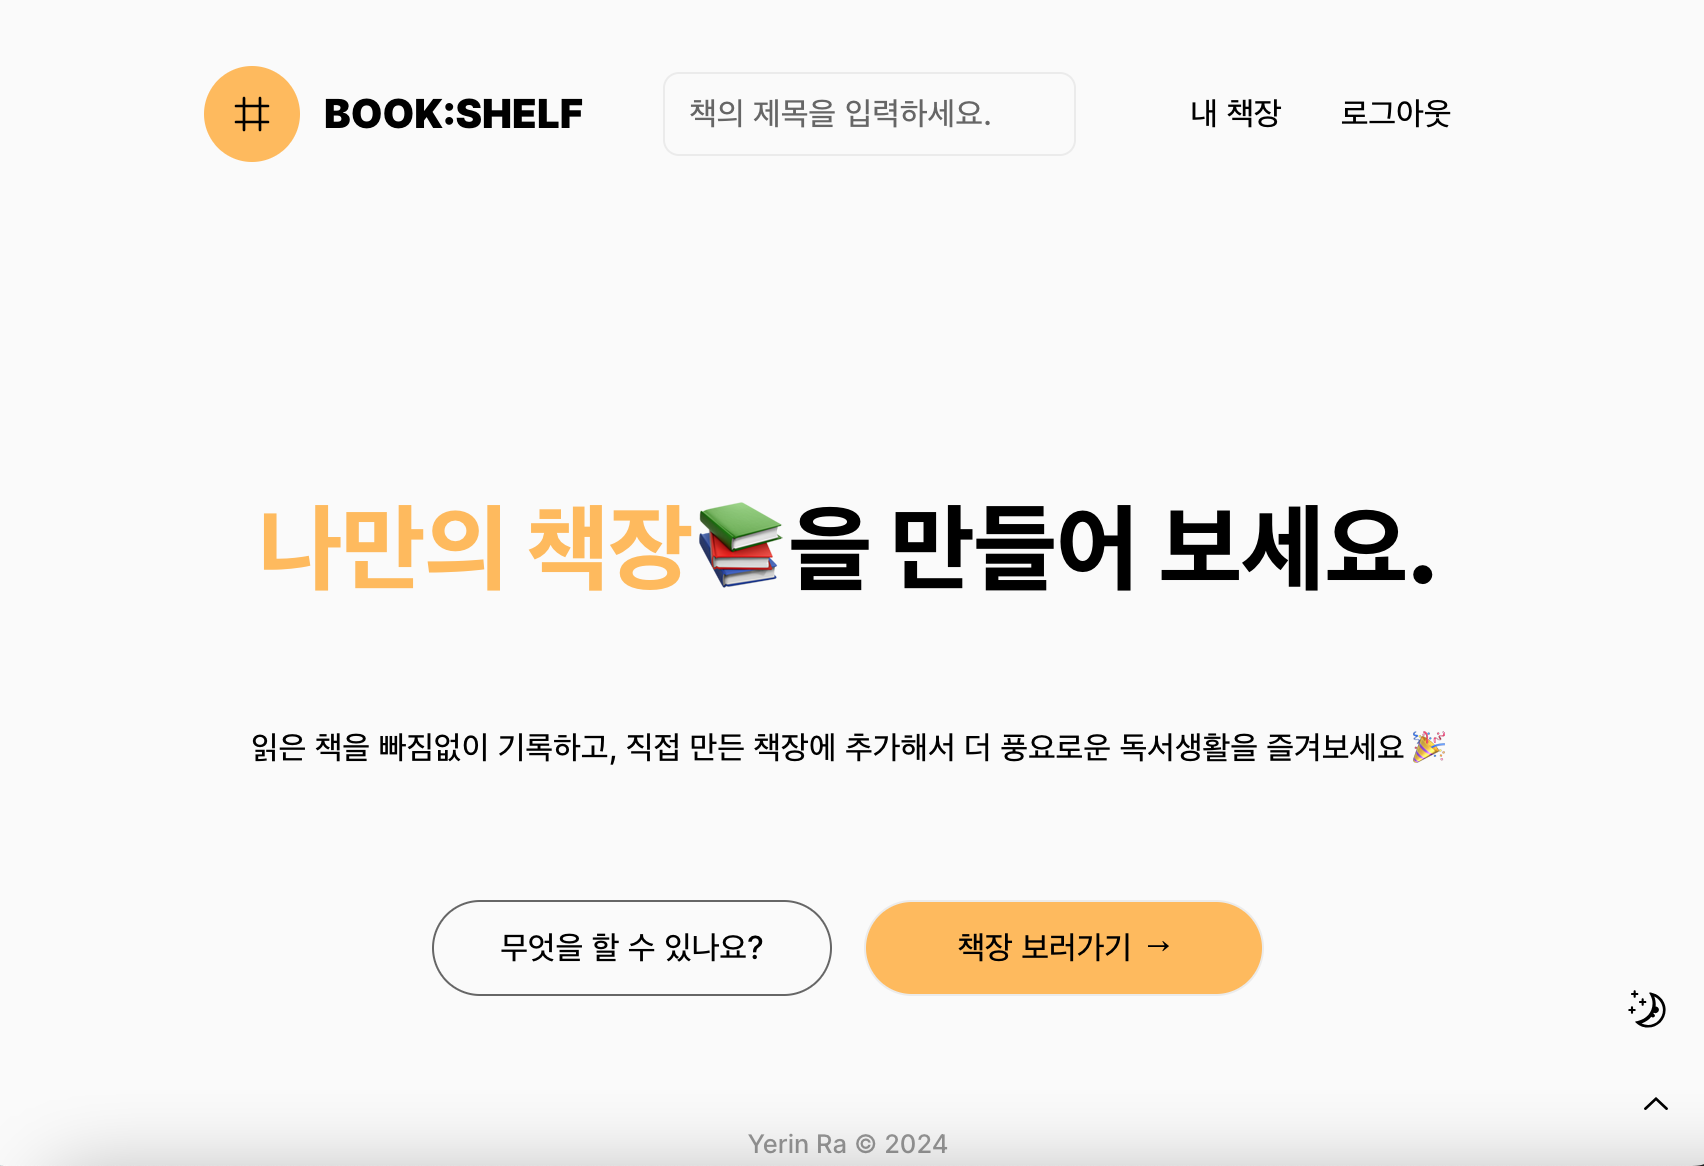 BOOK:SHELF
책의 제목을 입력하세요.
내 책장
로그아웃
나만의 책장📚을 만들어 보세요.
읽은 책을 빠짐없이 기록하고, 직접 만든 책장에 추가해서 더 풍요로운 독서생활을 즐겨보세요 🎉
무엇을 할 수 있나요?
책장 보러가기 →
Yerin Ra © 2024